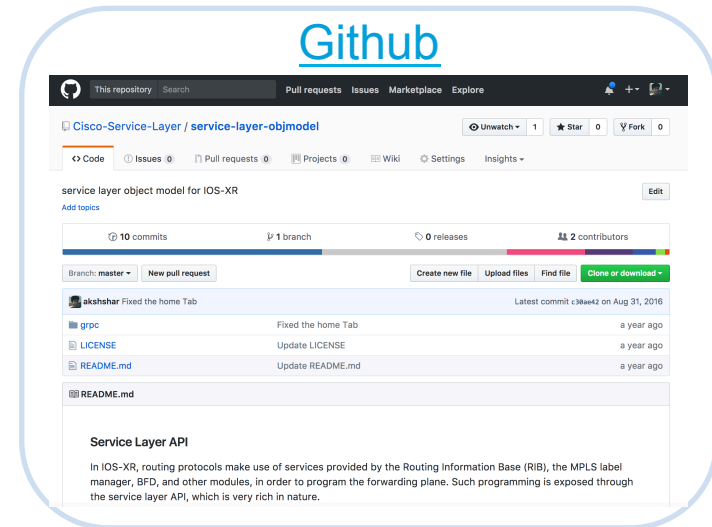 Github
This repository Search Pull requests Issues Marketplace Explore
Cisco-Service-Layer / service-layer-objmodel Unwatch 1 Star 0 Fork 0
Code Issues 0 Pull requests 0 Projects 0 Wiki Settings Insights
service layer object model for IOS-XR Edit
Add topics
10 commits 1 branch 0 releases 2 contributors
Branch: master New pull request Create new file Upload files Find file Clone or download
akshshar Fixed the home Tab Latest commit c30ae42 on Aug 31, 2016
grpc Fixed the home Tab a year ago
LICENSE Update LICENSE a year ago
README.md Update README.md a year ago
README.md
Service Layer API
In IOS-XR, routing protocols make use of services provided by the Routing Information Base (RIB), the MPLS label
manager, BFD, and other modules, in order to program the forwarding plane. Such programming is exposed through
the service layer API, which is very rich in nature.